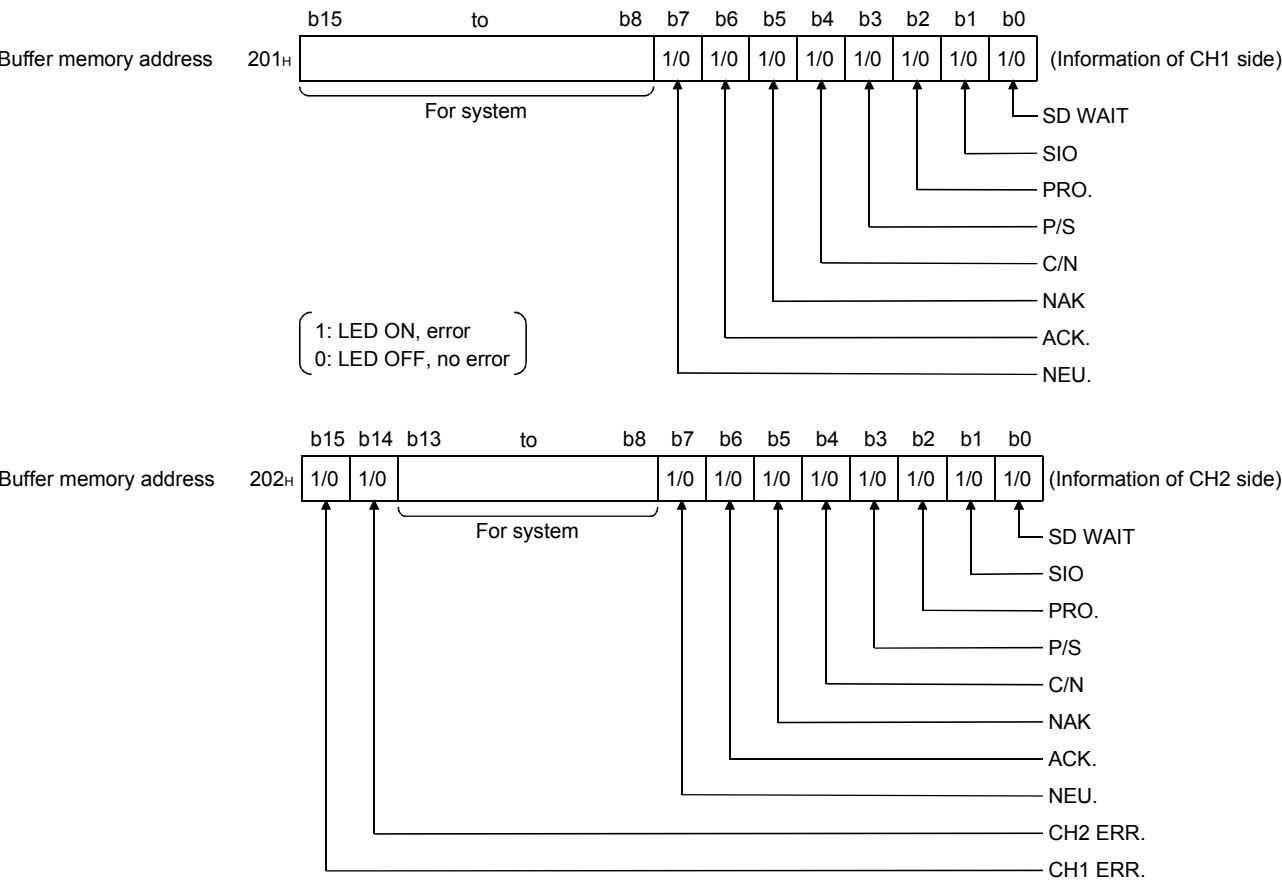 b15 to b8 b7 b6 b5 b4 b3 b2 b1 b0
Buffer memory address 201H 1/0 1/0 1/0 1/0 1/0 1/0 1/0 1/0 (Information of CH1 side)
For system
SD WAIT
SIO
PRO.
P/S
C/N
NAK
ACK.
NEU.
1: LED ON, error
0: LED OFF, no error
b15 b14 b13 to b8 b7 b6 b5 b4 b3 b2 b1 b0
Buffer memory address 202H 1/0 1/0 1/0 1/0 1/0 1/0 1/0 1/0 1/0 1/0 (Information of CH2 side)
For system
SD WAIT
SIO
PRO.
P/S
C/N
NAK
ACK.
NEU.
CH2 ERR.
CH1 ERR.